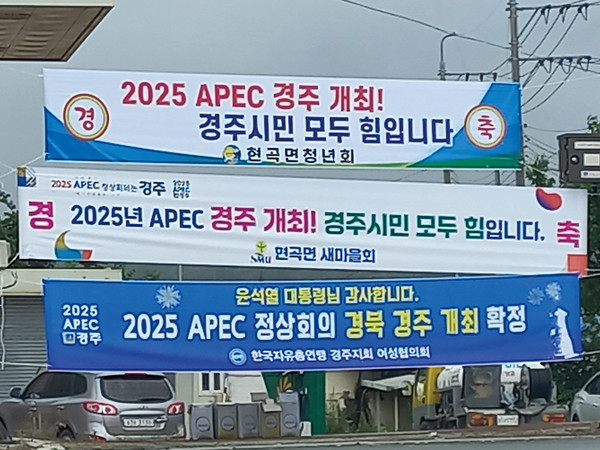 2025 APEC 경주 개최!
경
경주시민 모두 힘입니다
축
현곡면청년회
2025 APEC 정상회의는 경주
2025 APEC
경
2025년 APEC 경주 개최! 경주시민 모두 힘입니다.
축
SMU 현곡면 새마을회
윤석열 대통령님 감사합니다.
2025
APEC
경주
2025 APEC 정상회의 경북 경주 개최 확정
한국자유총연맹 경주지회 여성협의회